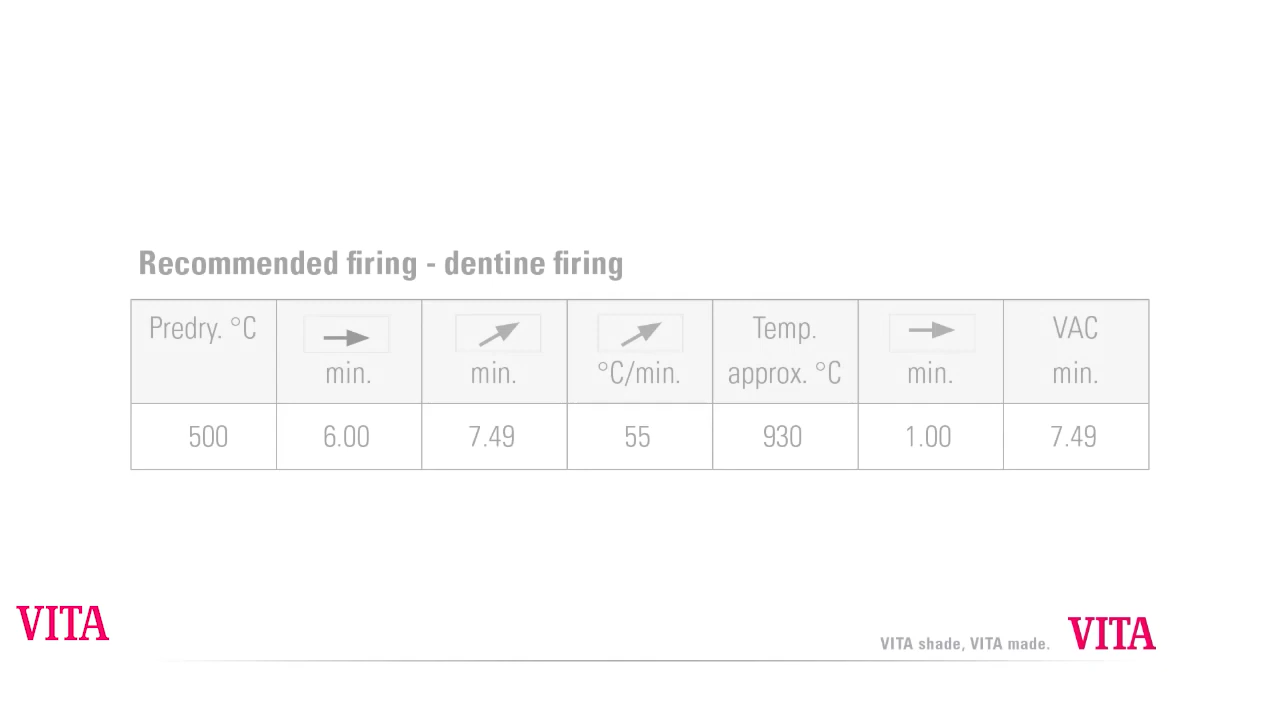 Recommended firing - dentine firing
Predry. °C min. min. °C/min. Temp. approx. °C min. VAC min.
500 6.00 7.49 55 930 1.00 7.49
VITA
VITA shade, VITA made. VITA